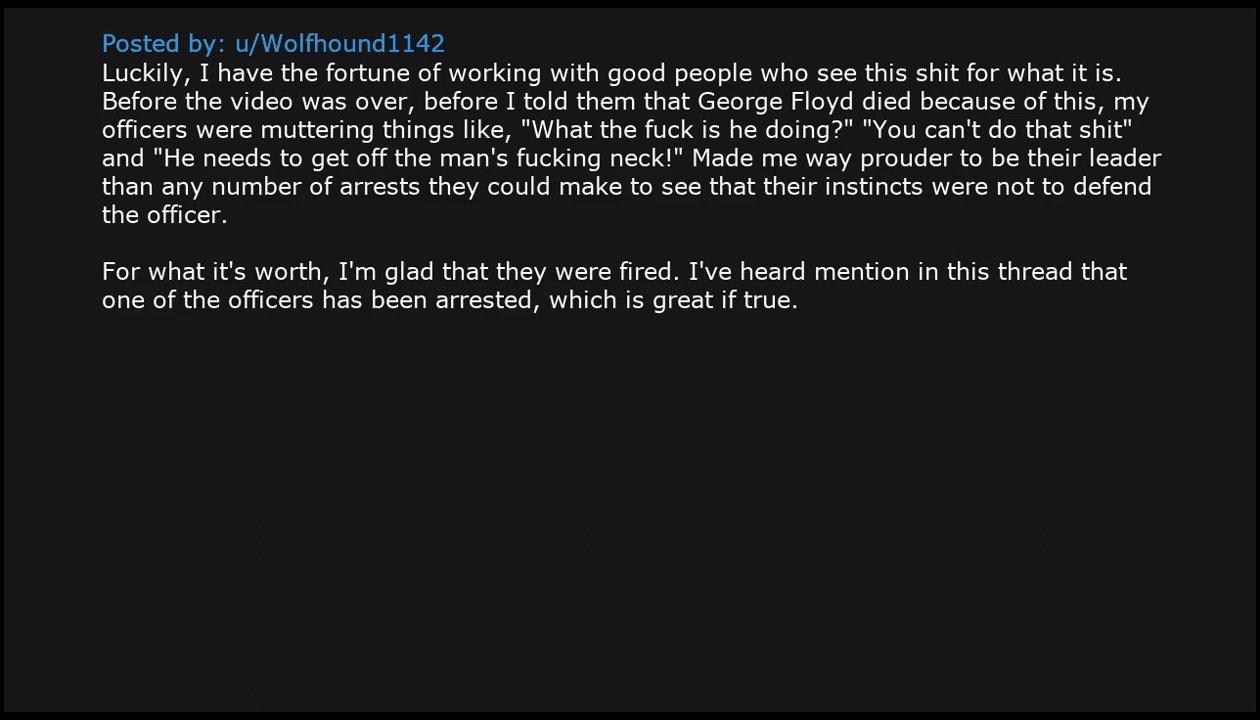 Posted by: u/Wolfhound1142
Luckily, I have the fortune of working with good people who see this shit for what it is.
Before the video was over, before I told them that George Floyd died because of this, my
officers were muttering things like, "What the fuck is he doing?" "You can't do that shit"
and "He needs to get off the man's fucking neck!" Made me way prouder to be their leader
than any number of arrests they could make to see that their instincts were not to defend
the officer.
For what it's worth, I'm glad that they were fired. I've heard mention in this thread that
one of the officers has been arrested, which is great if true.